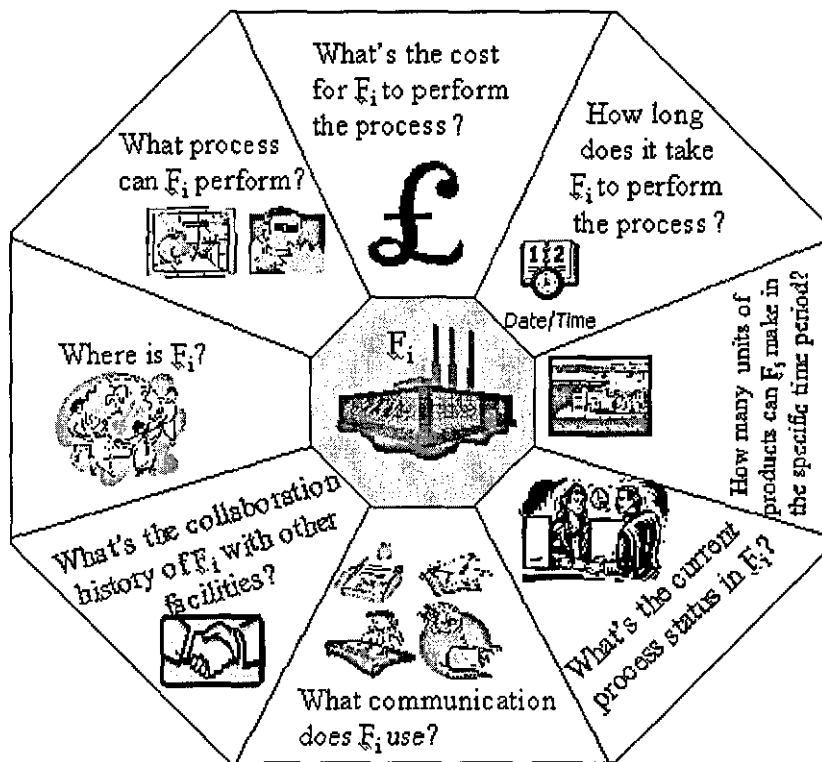 What's the cost
for Fi to perform
the process ?
How long
does it take
Fi to perform
the process ?
112
Date/Time
How many units of
products can Fi make in
the specific time period?
What's the current
process status in Fi?
What communication
does Fi use?
What's the collaboration
history of Fi with other
facilities?
Where is Fi?
What process
can Fi perform?
Fi